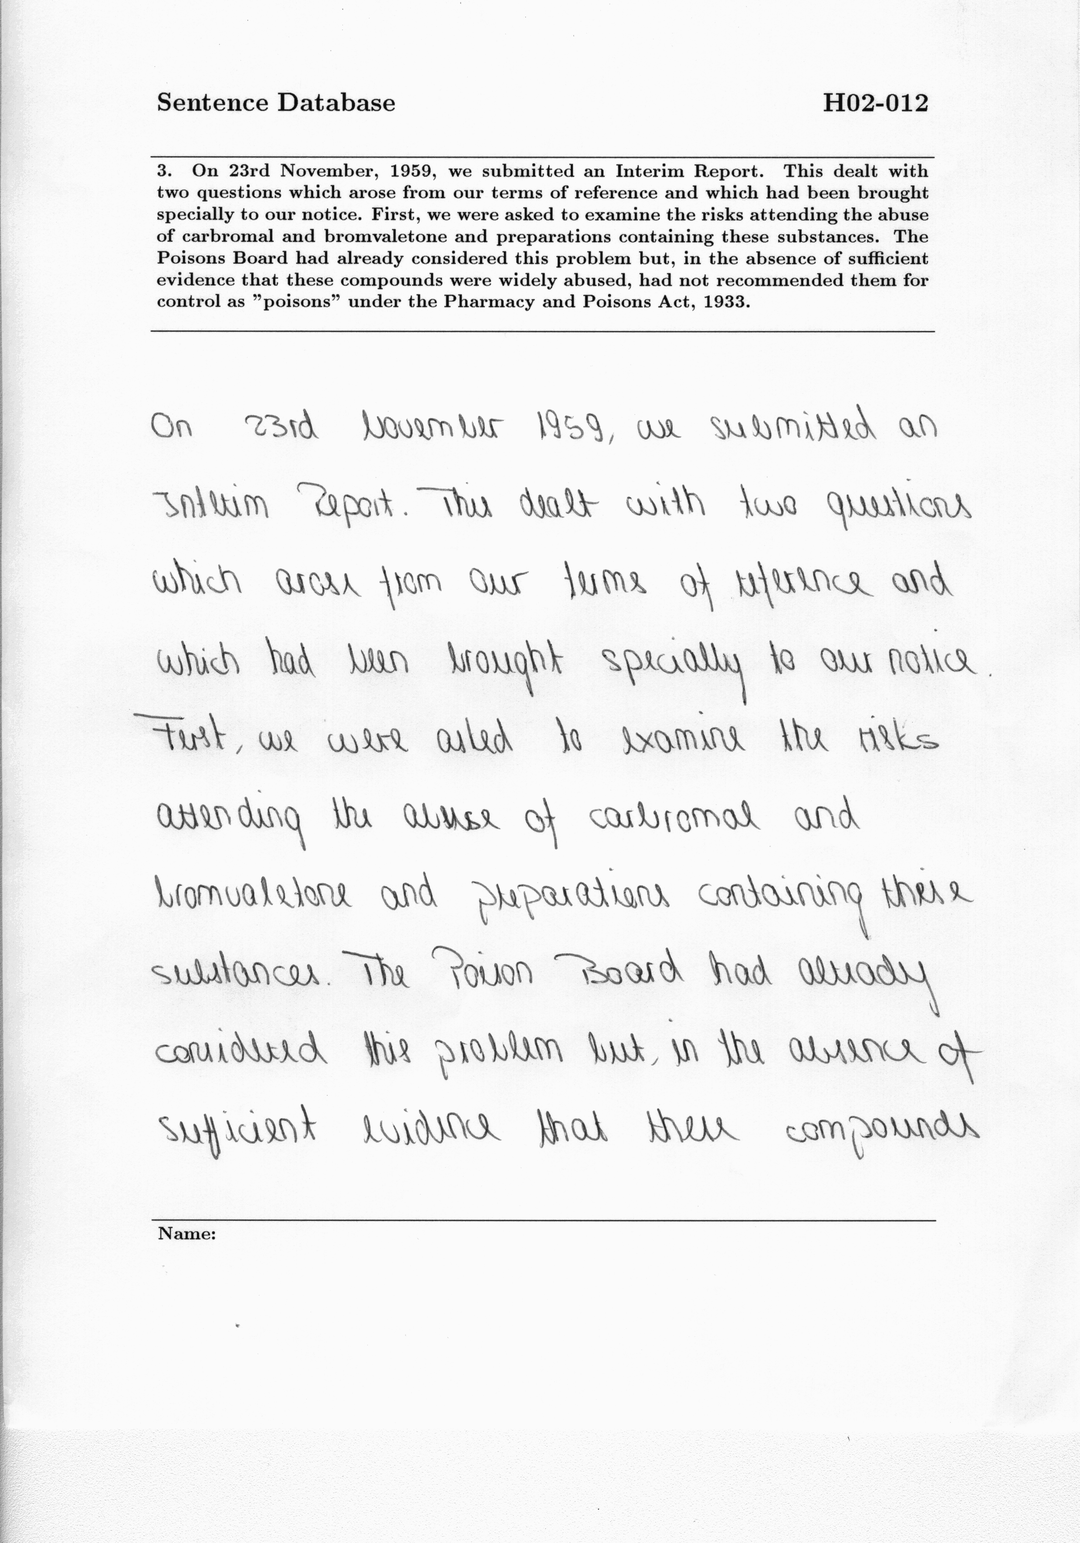 Sentence Database H02-012
3. On 23rd November, 1959, we submitted an Interim Report. This dealt with
two questions which arose from our terms of reference and which had been brought
specially to our notice. First, we were asked to examine the risks attending the abuse
of carbromal and bromvaletone and preparations containing these substances. The
Poisons Board had already considered this problem but, in the absence of sufficient
evidence that these compounds were widely abused, had not recommended them for
control as "poisons" under the Pharmacy and Poisons Act, 1933.
On 23rd November 1959, we submitted an
Interim Report. This dealt with two questions
which arose from our terms of reference and
which had been brought specially to our notice.
First, we were asked to examine the risks
attending the abuse of carbromal and
bromvaletone and preparations containing these
substances. The Poison Board had already
considered this problem but, in the absence of
sufficient evidence that these compounds
Name: